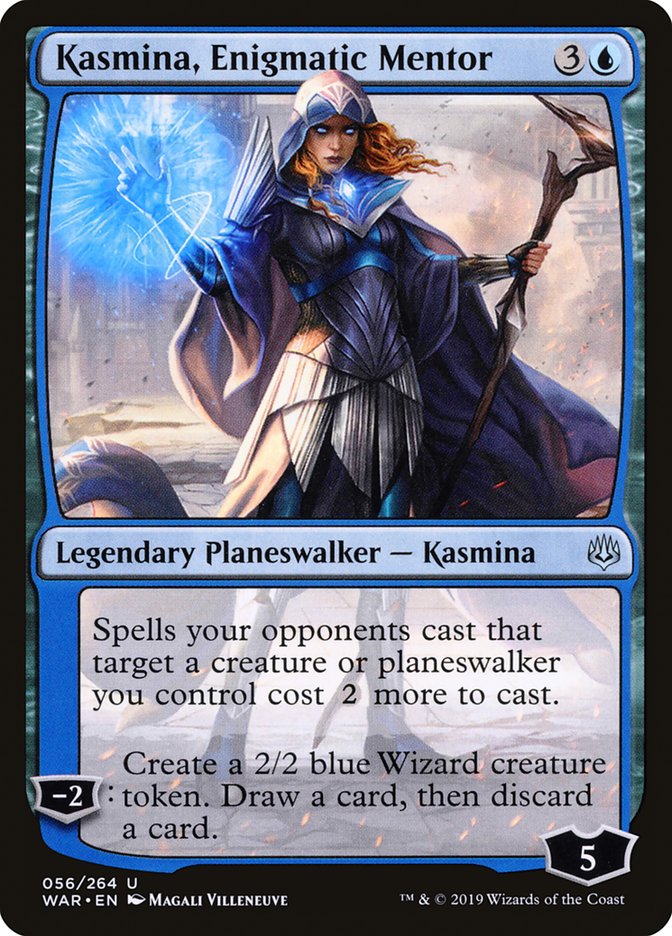 Kasmina, Enigmatic Mentor 3
Legendary Planeswalker — Kasmina
Spells your opponents cast that
target a creature or planeswalker
you control cost 2 more to cast.
−2: Create a 2/2 blue Wizard creature
token. Draw a card, then discard
a card.
5
056/264 U
WAR • EN MAGALI VILLENEUVE
™ & © 2019 Wizards of the Coast